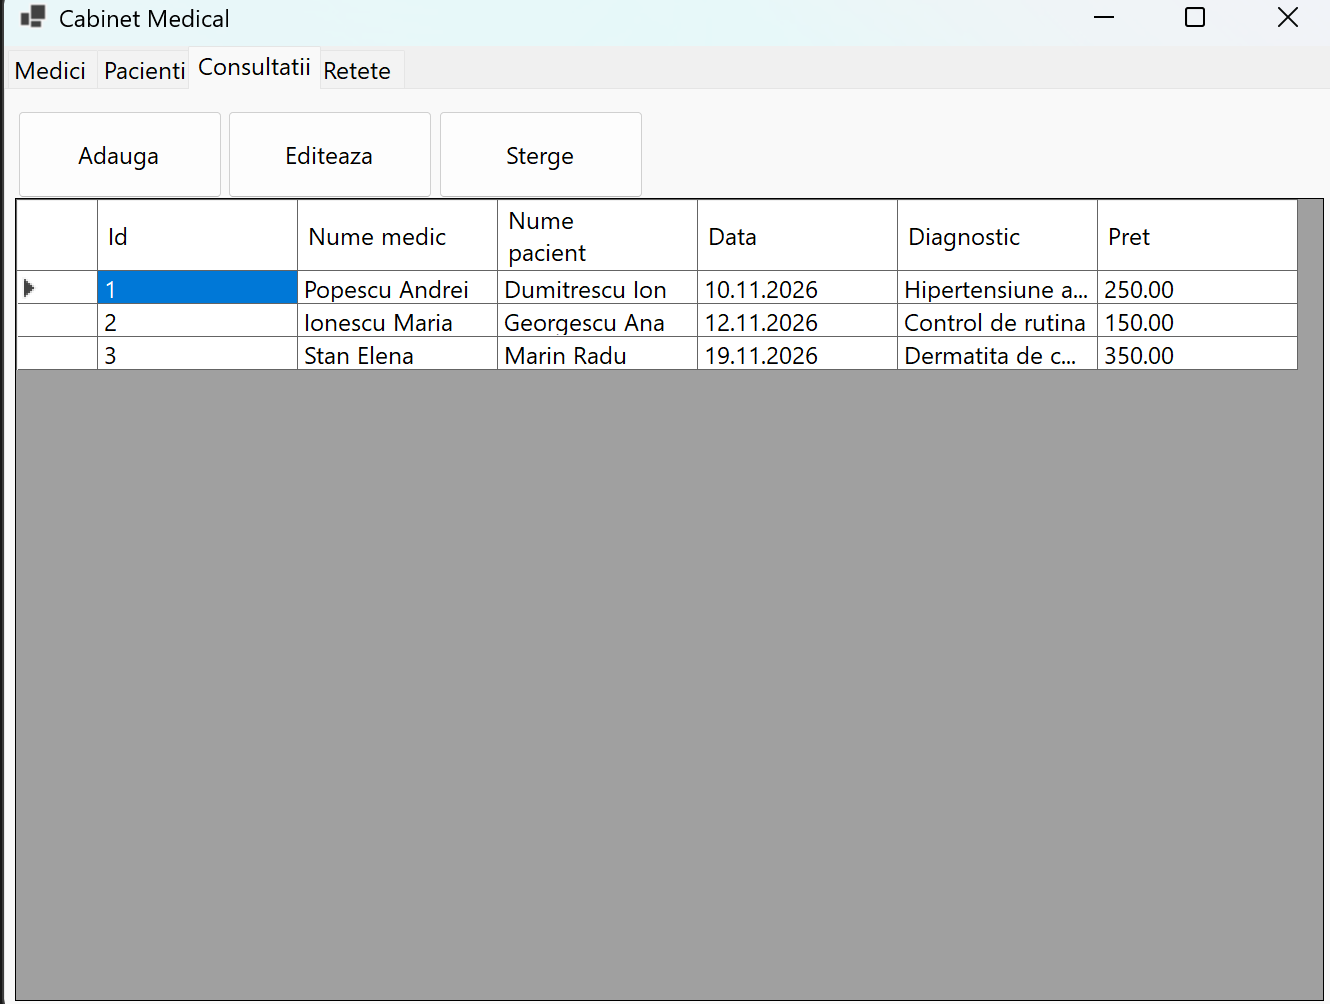 Cabinet Medical
Medici Pacienti Consultatii Retete
Adauga Editeaza Sterge
Id Nume medic Nume pacient Data Diagnostic Pret
1 Popescu Andrei Dumitrescu Ion 10.11.2026 Hipertensiune a... 250.00
2 Ionescu Maria Georgescu Ana 12.11.2026 Control de rutina 150.00
3 Stan Elena Marin Radu 19.11.2026 Dermatita de c... 350.00